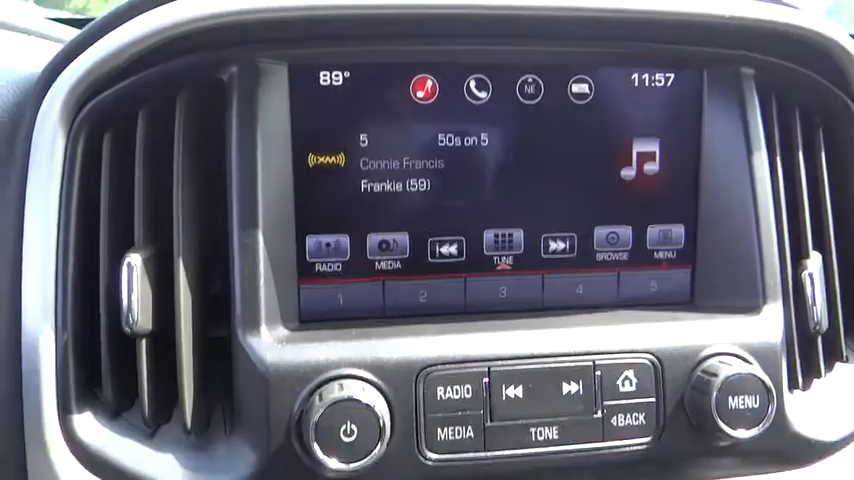 89° NE 11:57
5 50s on 5
((XM))
Connie Francis
Frankie (59)
RADIO MEDIA TUNE BROWSE MENU
1 2 3 4 5
RADIO
MEDIA TONE BACK
MENU